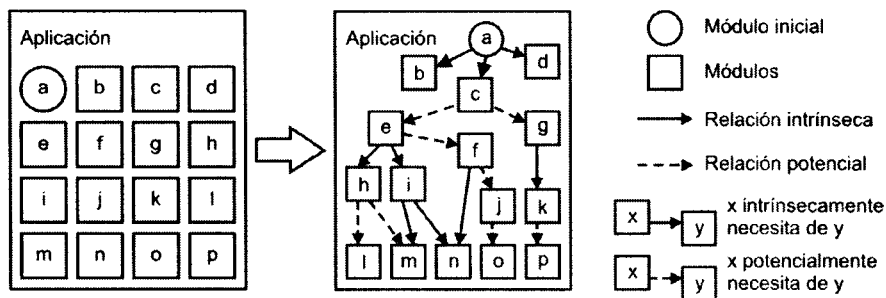 Aplicación
a b c d
e f g h
i j k l
m n o p
Aplicación
a
b
d
c
e
g
f
h
i
j
k
l m n o p
Módulo inicial
Módulos
Relación intrínseca
Relación potencial
x y x intrínsecamente
necesita de y
x y x potencialmente
necesita de y